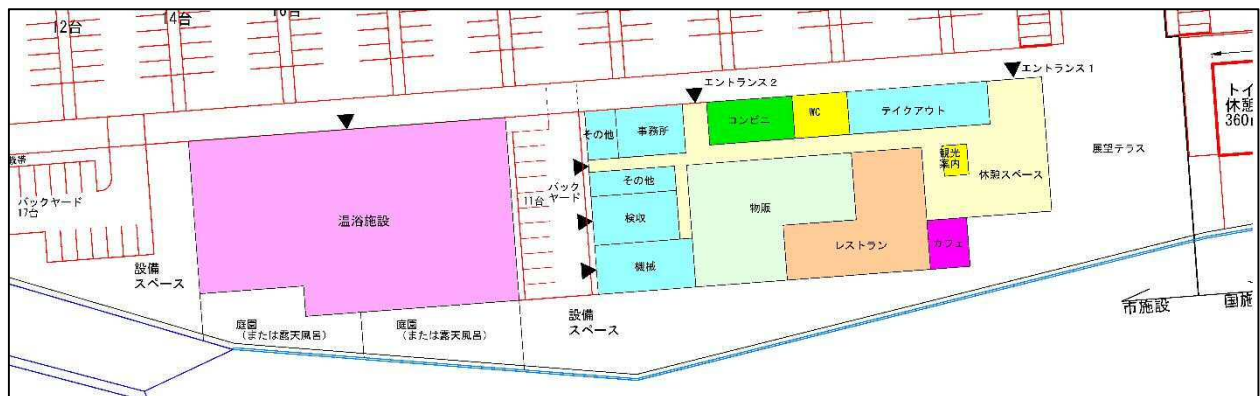 12台
14台
エントランス2
エントランス1
その他
事務所
コンビニ
WC
テイクアウト
トイ
休憩
360㎡
観光
案内
展望テラス
休憩スペース
バックヤード
17台
11台
バック
ヤード
その他
検収
機械
物販
レストラン
カフェ
温浴施設
設備
スペース
設備
スペース
庭園
(または露天風呂)
庭園
(または露天風呂)
市施設
国施